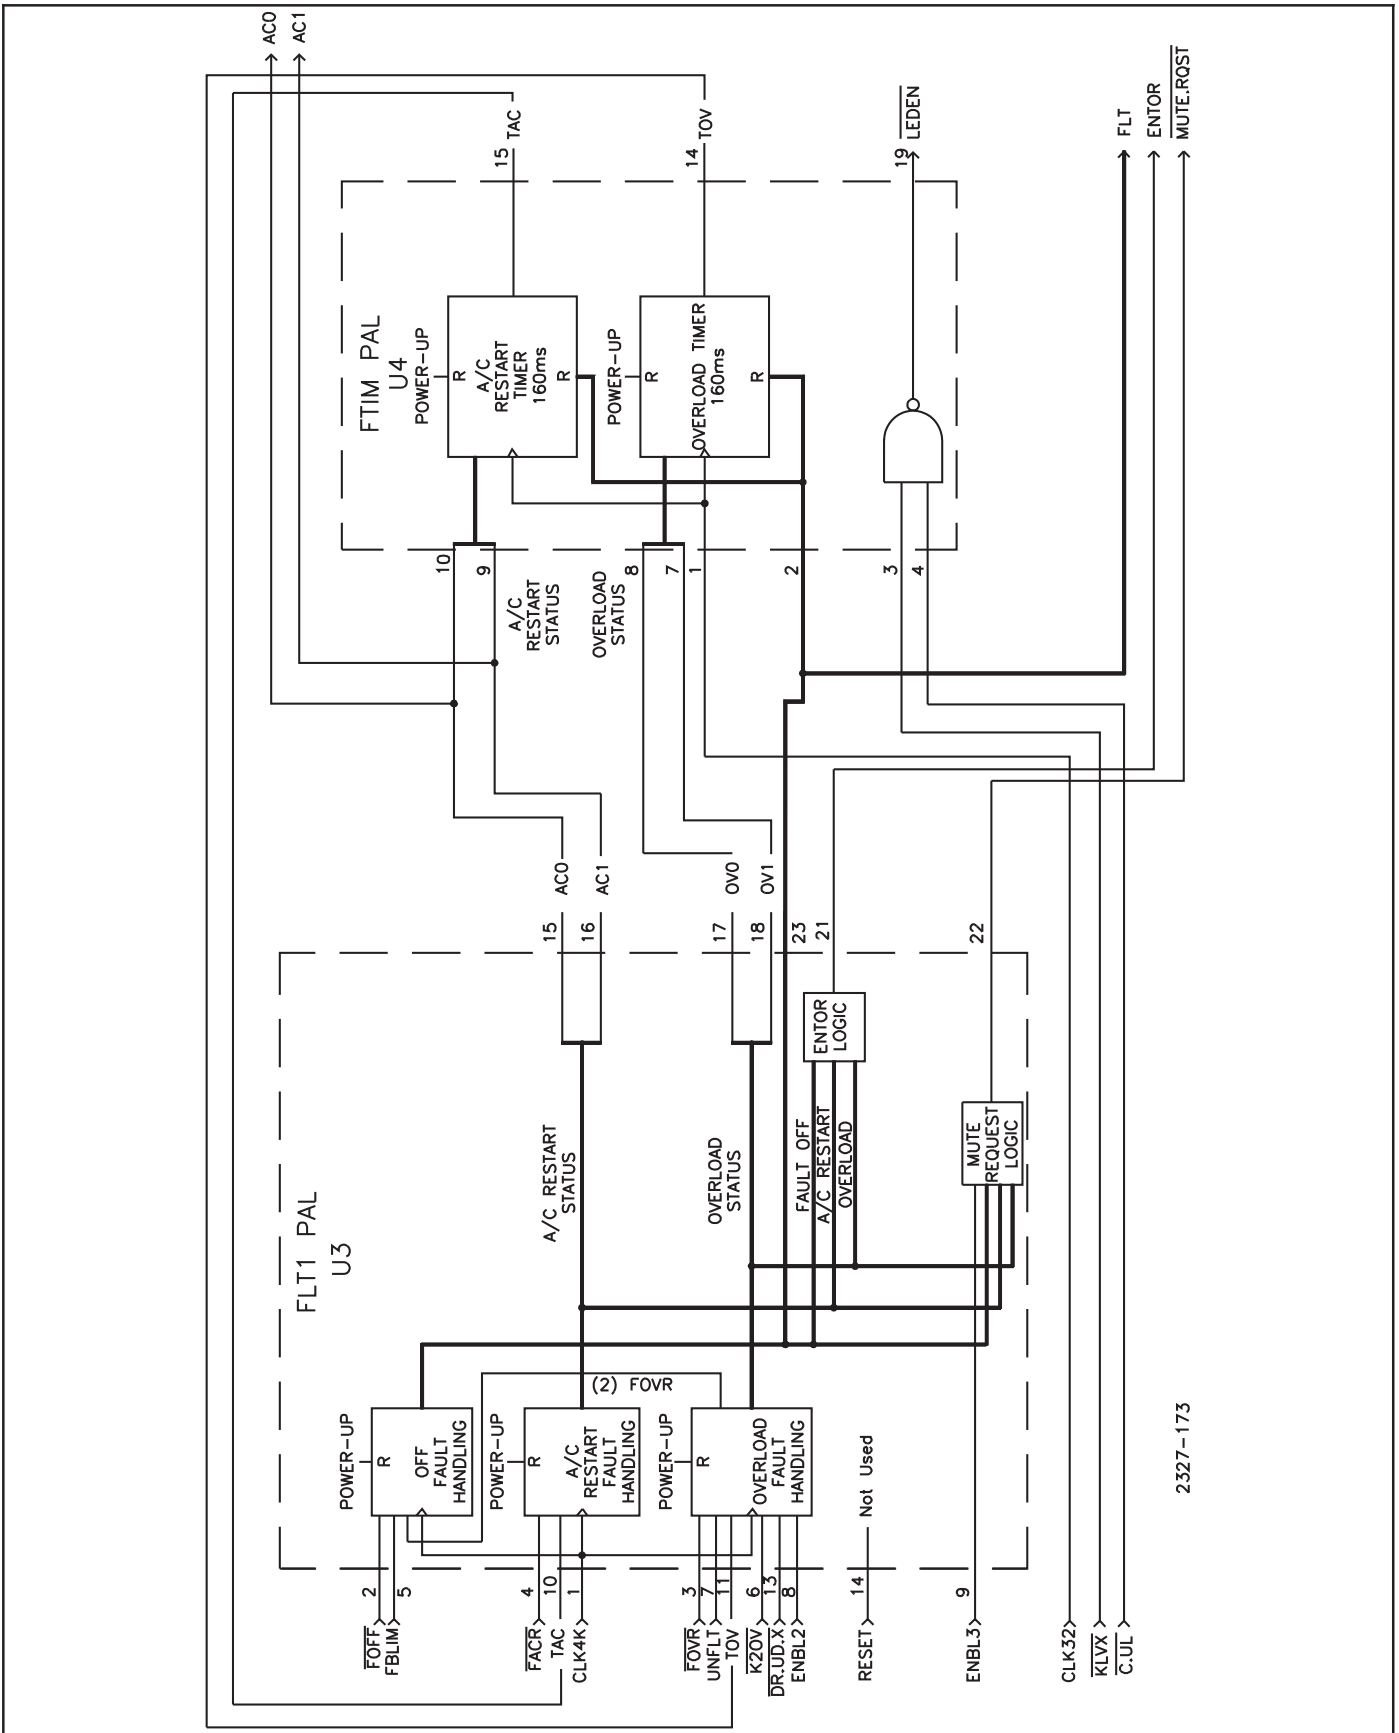 AC0
AC1
TAC
15
TOV
14
LEDEN
19
FLT
ENTOR
MUTE.RQST
FTIM PAL
U4
POWER-UP
R
A/C
RESTART
TIMER
160ms
R
POWER-UP
R
OVERLOAD TIMER
160ms
R
10
9
A/C
RESTART
STATUS
OVERLOAD
STATUS
8
7
1
2
3
4
AC0
AC1
OV0
OV1
15
16
17
18
23
21
22
FLT1 PAL
U3
A/C RESTART
STATUS
OVERLOAD
STATUS
ENTOR
LOGIC
FAULT OFF
A/C RESTART
OVERLOAD
MUTE
REQUEST
LOGIC
(2) FOVR
POWER-UP
R
OFF
FAULT
HANDLING
POWER-UP
R
A/C
RESTART
FAULT
HANDLING
POWER-UP
R
OVERLOAD
FAULT
HANDLING
Not Used
2
5
4
10
1
3
7
11
6
13
8
14
9
FOFF
FBLIM
FACR
TAC
CLK4K
FOVR
UNFLT
TOV
K2OV
DR.UD.X
ENBL2
RESET
ENBL3
CLK32
KLVX
C.UL
2327-173